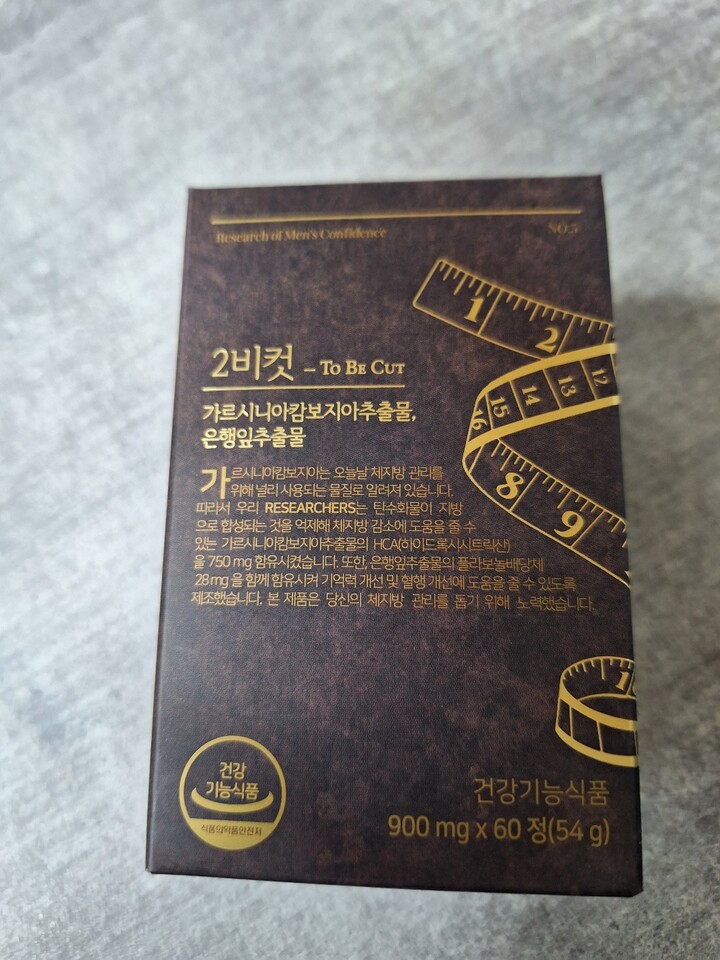 Research of Men's Confidence NO.5
1 2
12 13 14 15 16
8 9
2비컷 – TO BE CUT
가르시니아캄보지아추출물,
은행잎추출물
가르시니아캄보지아는 오늘날 체지방 관리를
위해 널리 사용되는 물질로 알려져 있습니다.
따라서 우리 RESEARCHERS는 탄수화물이 지방
으로 합성되는 것을 억제해 체지방 감소에 도움을 줄 수
있는 가르시니아캄보지아추출물의 HCA(하이드록시시트릭산)
을 750 mg 함유시켰습니다. 또한, 은행잎추출물의 플라보놀배당체
28 mg 을 함께 함유시켜 기억력 개선 및 혈행 개선에 도움을 줄 수 있도록
제조했습니다. 본 제품은 당신의 체지방 관리를 돕기 위해 노력했습니다.
건강
기능식품
식품의약품안전처
건강기능식품
900 mg x 60 정(54 g)